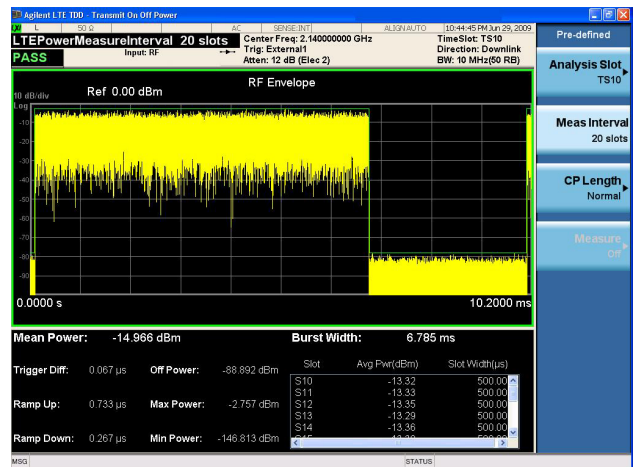 Agilent LTE TDD - Transmit On Off Power
L 50 Ω AC SENSE:INT ALIGN AUTO 10:44:45 PM Jun 29, 2009
LTEPowerMeasureInterval 20 slots
Center Freq: 2.140000000 GHz
TimeSlot: TS10
PASS
Input: RF
Trig: External1
Direction: Downlink
Atten: 12 dB (Elec 2)
BW: 10 MHz(50 RB)
Pre-defined
Analysis Slot
TS10
Meas Interval
20 slots
CP Length
Normal
Measure
Off
RF Envelope
10 dB/div
Ref 0.00 dBm
Log
-10
-20
-30
-40
-50
-60
-70
-80
-90
0.0000 s
10.2000 ms
Mean Power: -14.966 dBm
Burst Width: 6.785 ms
Trigger Diff: 0.067 µs
Off Power: -88.892 dBm
Ramp Up: 0.733 µs
Max Power: -2.757 dBm
Ramp Down: 0.267 µs
Min Power: -146.813 dBm
Slot Avg Pwr(dBm) Slot Width(µs)
S10 -13.32 500.00
S11 -13.33 500.00
S12 -13.35 500.00
S13 -13.29 500.00
S14 -13.36 500.00
MSG
STATUS